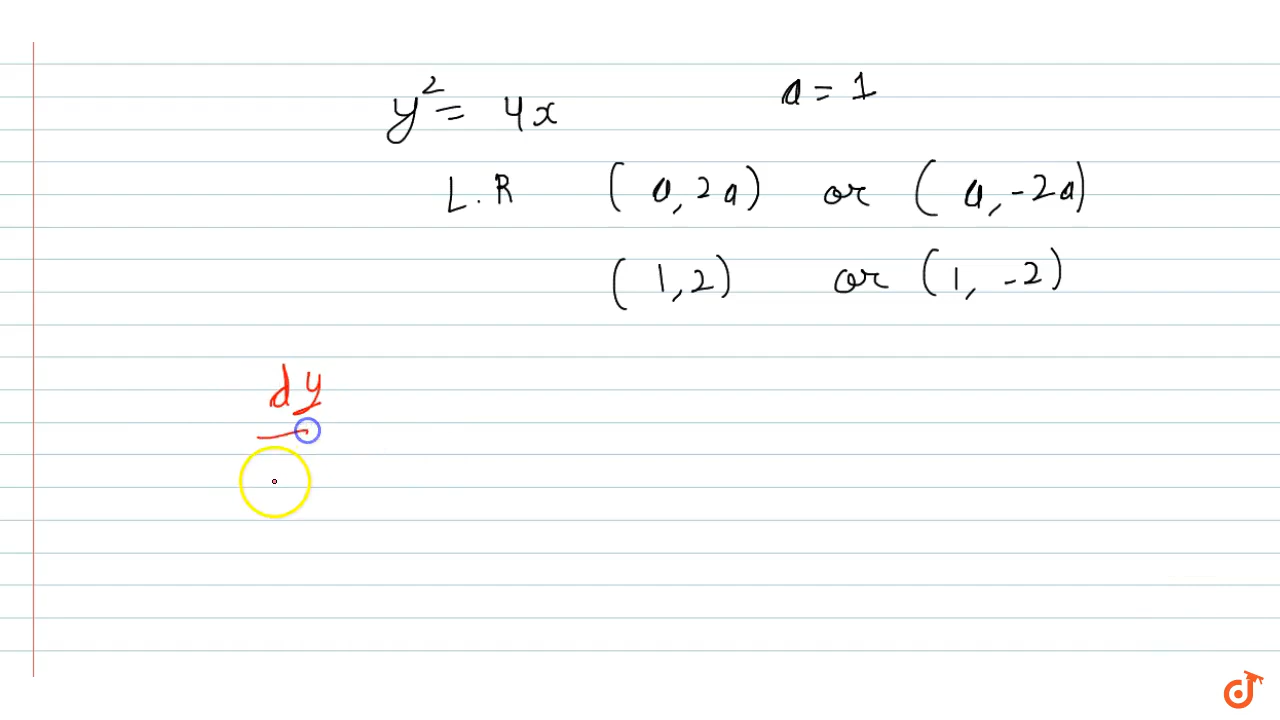 y² = 4x a = 1
L.R (a, 2a) or (a, -2a)
(1, 2) or (1, -2)
dy